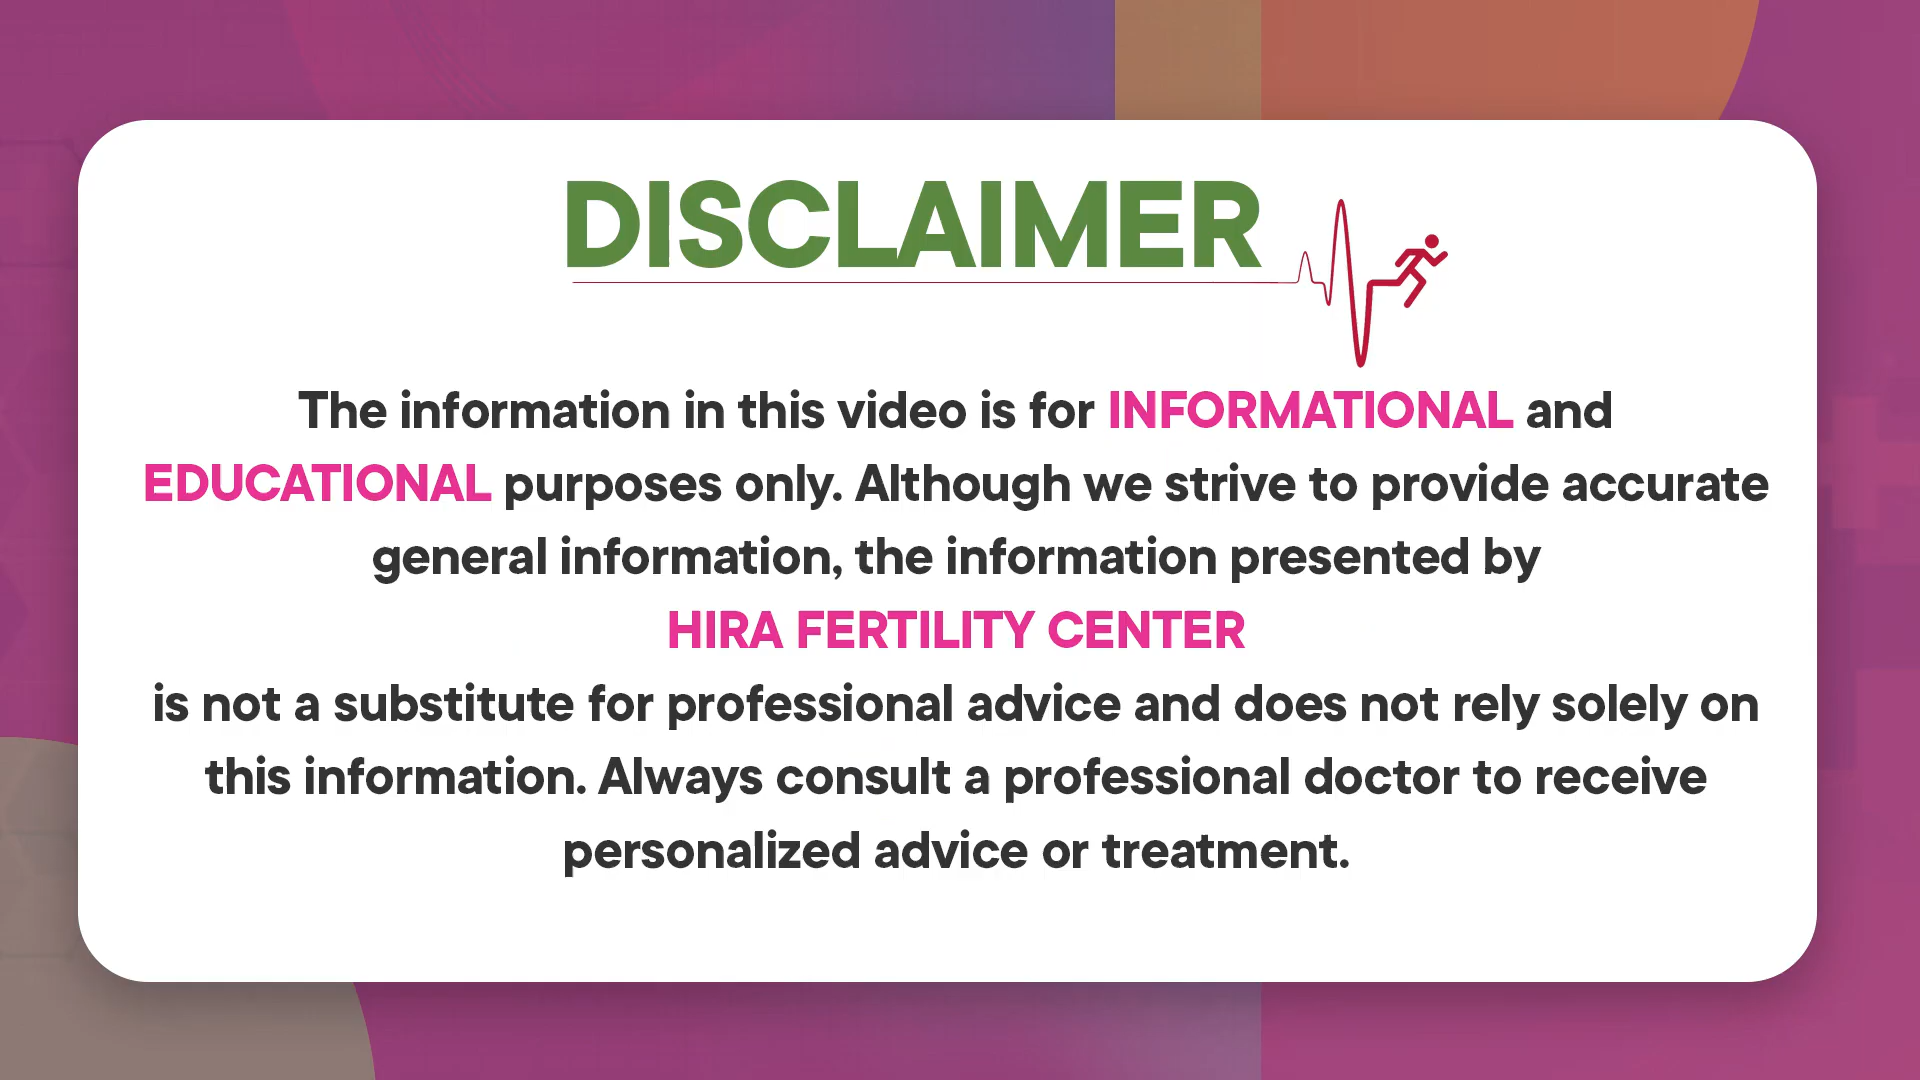 DISCLAIMER
The information in this video is for INFORMATIONAL and
EDUCATIONAL purposes only. Although we strive to provide accurate
general information, the information presented by
HIRA FERTILITY CENTER
is not a substitute for professional advice and does not rely solely on
this information. Always consult a professional doctor to receive
personalized advice or treatment.